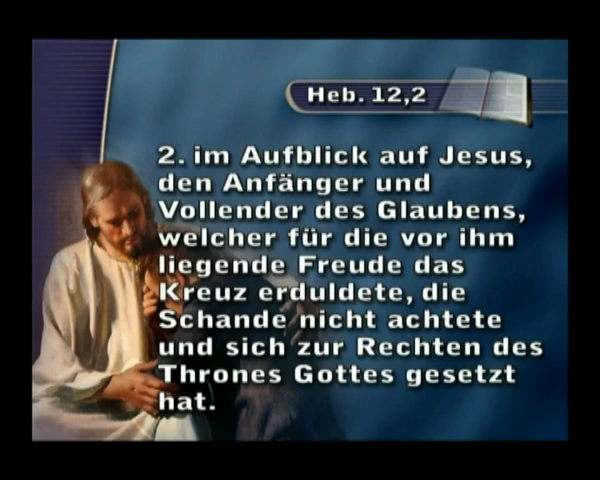 Heb. 12,2
2. im Aufblick auf Jesus,
den Anfänger und
Vollender des Glaubens,
welcher für die vor ihm
liegende Freude das
Kreuz erduldete, die
Schande nicht achtete
und sich zur Rechten des
Thrones Gottes gesetzt
hat.